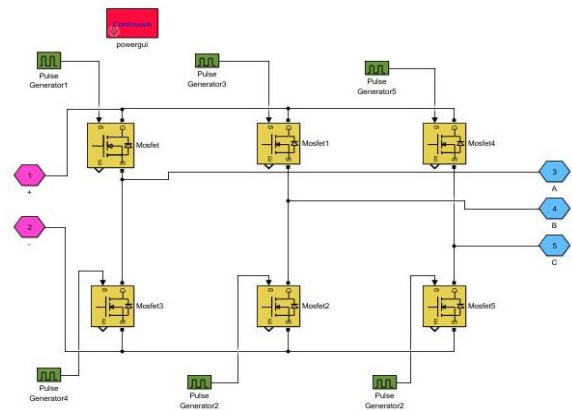 Continuous
powergui
Pulse
Generator1
Pulse
Generator3
Pulse
Generator5
g
D
Mosfet
m
S
g
D
Mosfet1
m
S
g
D
Mosfet4
m
S
1
+
3
A
4
B
2
-
5
C
g
D
Mosfet3
m
S
g
D
Mosfet2
m
S
g
D
Mosfet5
m
S
Pulse
Generator4
Pulse
Generator2
Pulse
Generator2